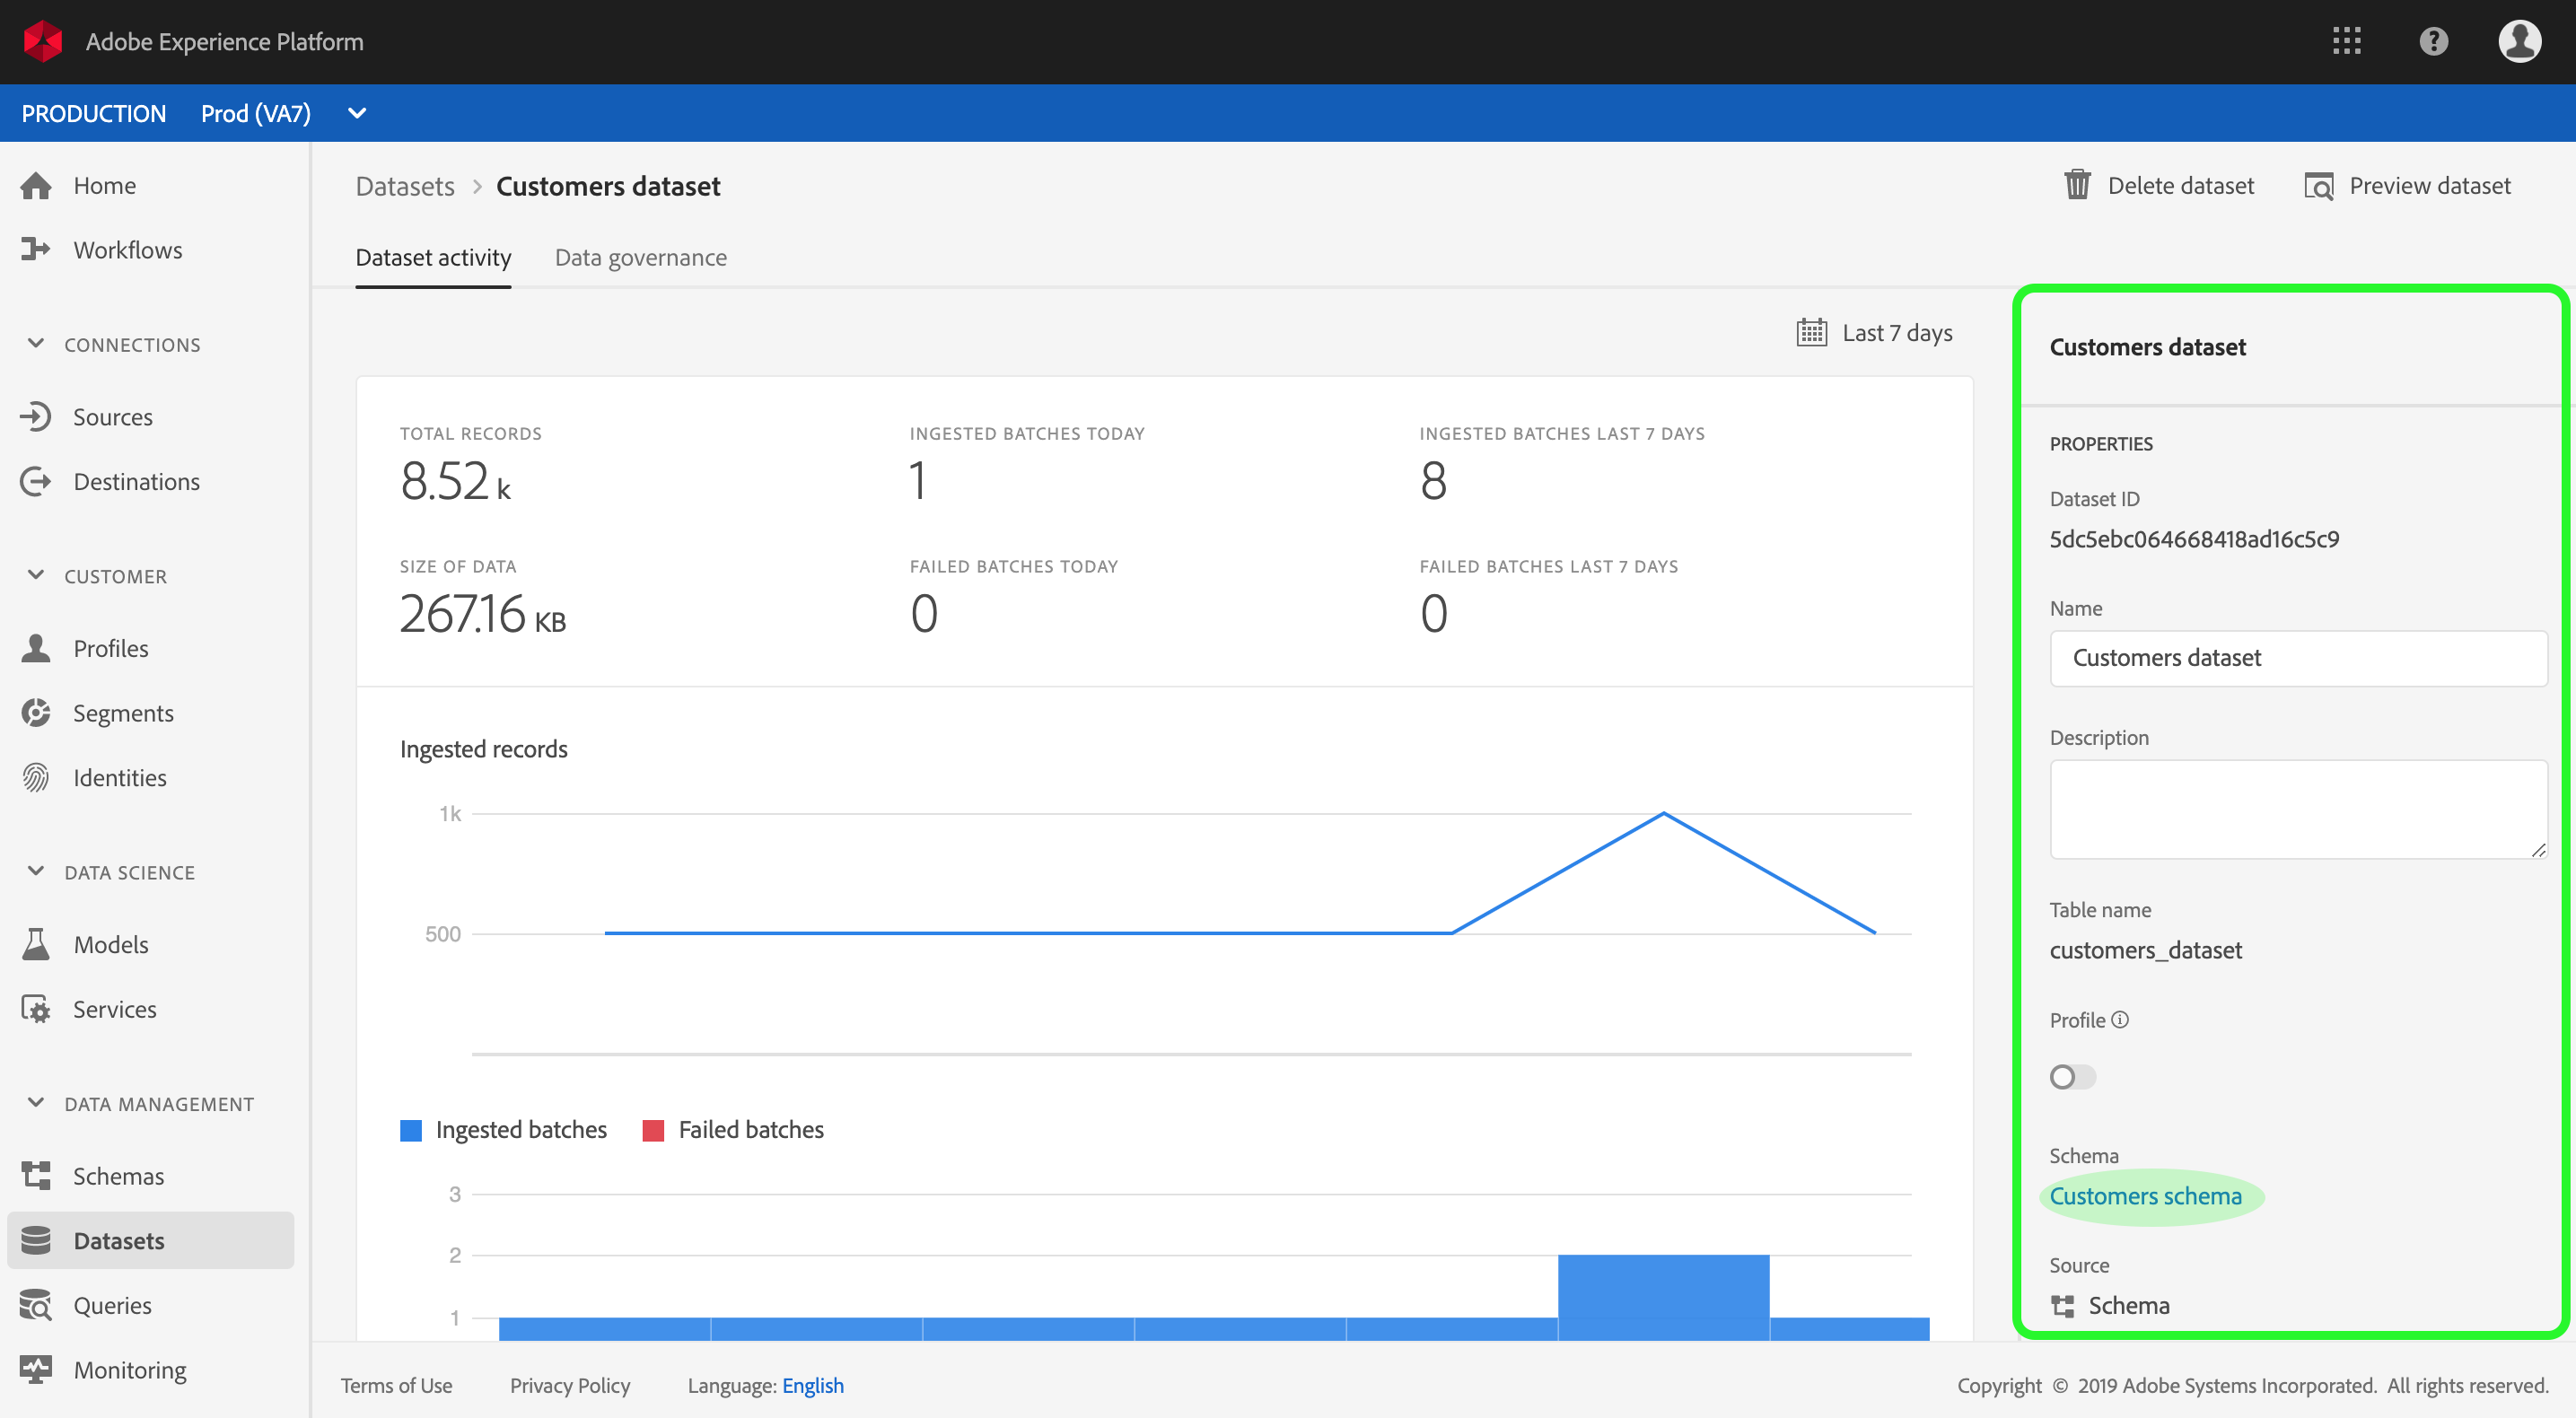 Adobe Experience Platform
?
PRODUCTION Prod (VA7)
Home
Workflows
CONNECTIONS
Sources
Destinations
CUSTOMER
Profiles
Segments
Identities
DATA SCIENCE
Models
Services
DATA MANAGEMENT
Schemas
Datasets
Queries
Monitoring
Datasets > Customers dataset
Delete dataset
Preview dataset
Dataset activity
Data governance
Last 7 days
TOTAL RECORDS
8.52 k
INGESTED BATCHES TODAY
1
INGESTED BATCHES LAST 7 DAYS
8
SIZE OF DATA
267.16 KB
FAILED BATCHES TODAY
0
FAILED BATCHES LAST 7 DAYS
0
Ingested records
1k
500
Ingested batches
Failed batches
3
2
1
Customers dataset
PROPERTIES
Dataset ID
5dc5ebc064668418ad16c5c9
Name
Customers dataset
Description
Table name
customers_dataset
Profile
Schema
Customers schema
Source
Schema
Terms of Use
Privacy Policy
Language: English
Copyright © 2019 Adobe Systems Incorporated. All rights reserved.